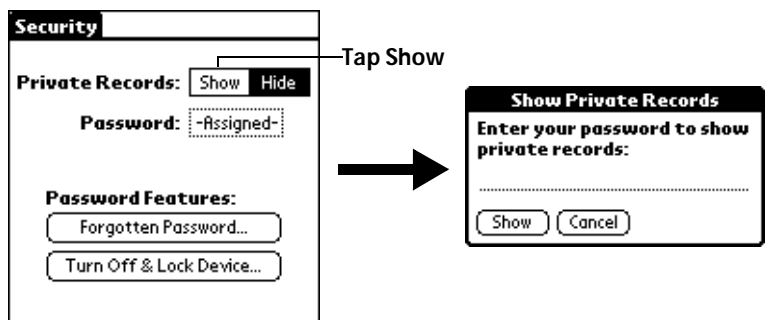 Security
Tap Show
Private Records: Show Hide
Password: -Assigned-
Password Features:
Forgotten Password...
Turn Off & Lock Device...
Show Private Records
Enter your password to show
private records:
Show Cancel